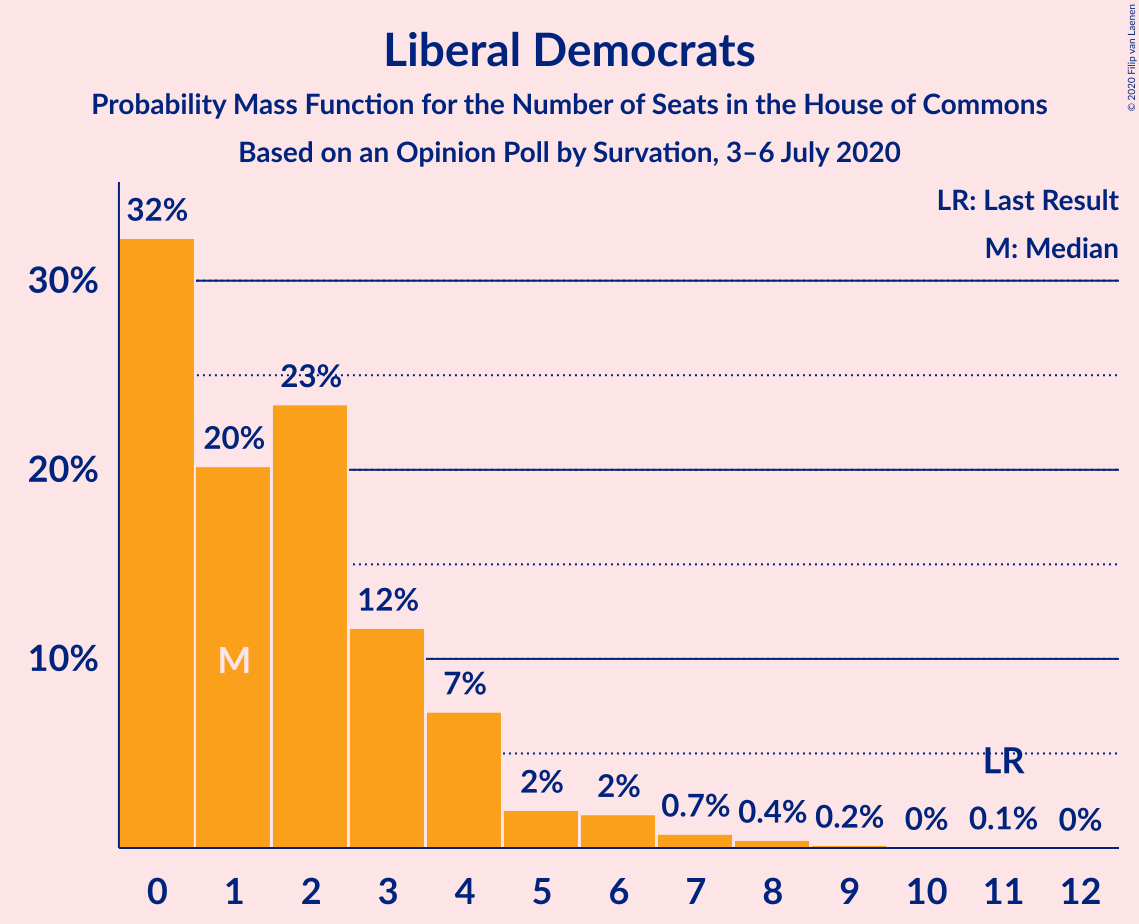 © 2020 Filip van Laenen
Liberal Democrats
Probability Mass Function for the Number of Seats in the House of Commons
Based on an Opinion Poll by Survation, 3–6 July 2020
LR: Last Result
M: Median
32%
30%
23%
20%
20%
12%
10%
M
7%
LR
2%
2%
0.7%
0.4%
0.2%
0%
0.1%
0%
0 1 2 3 4 5 6 7 8 9 10 11 12